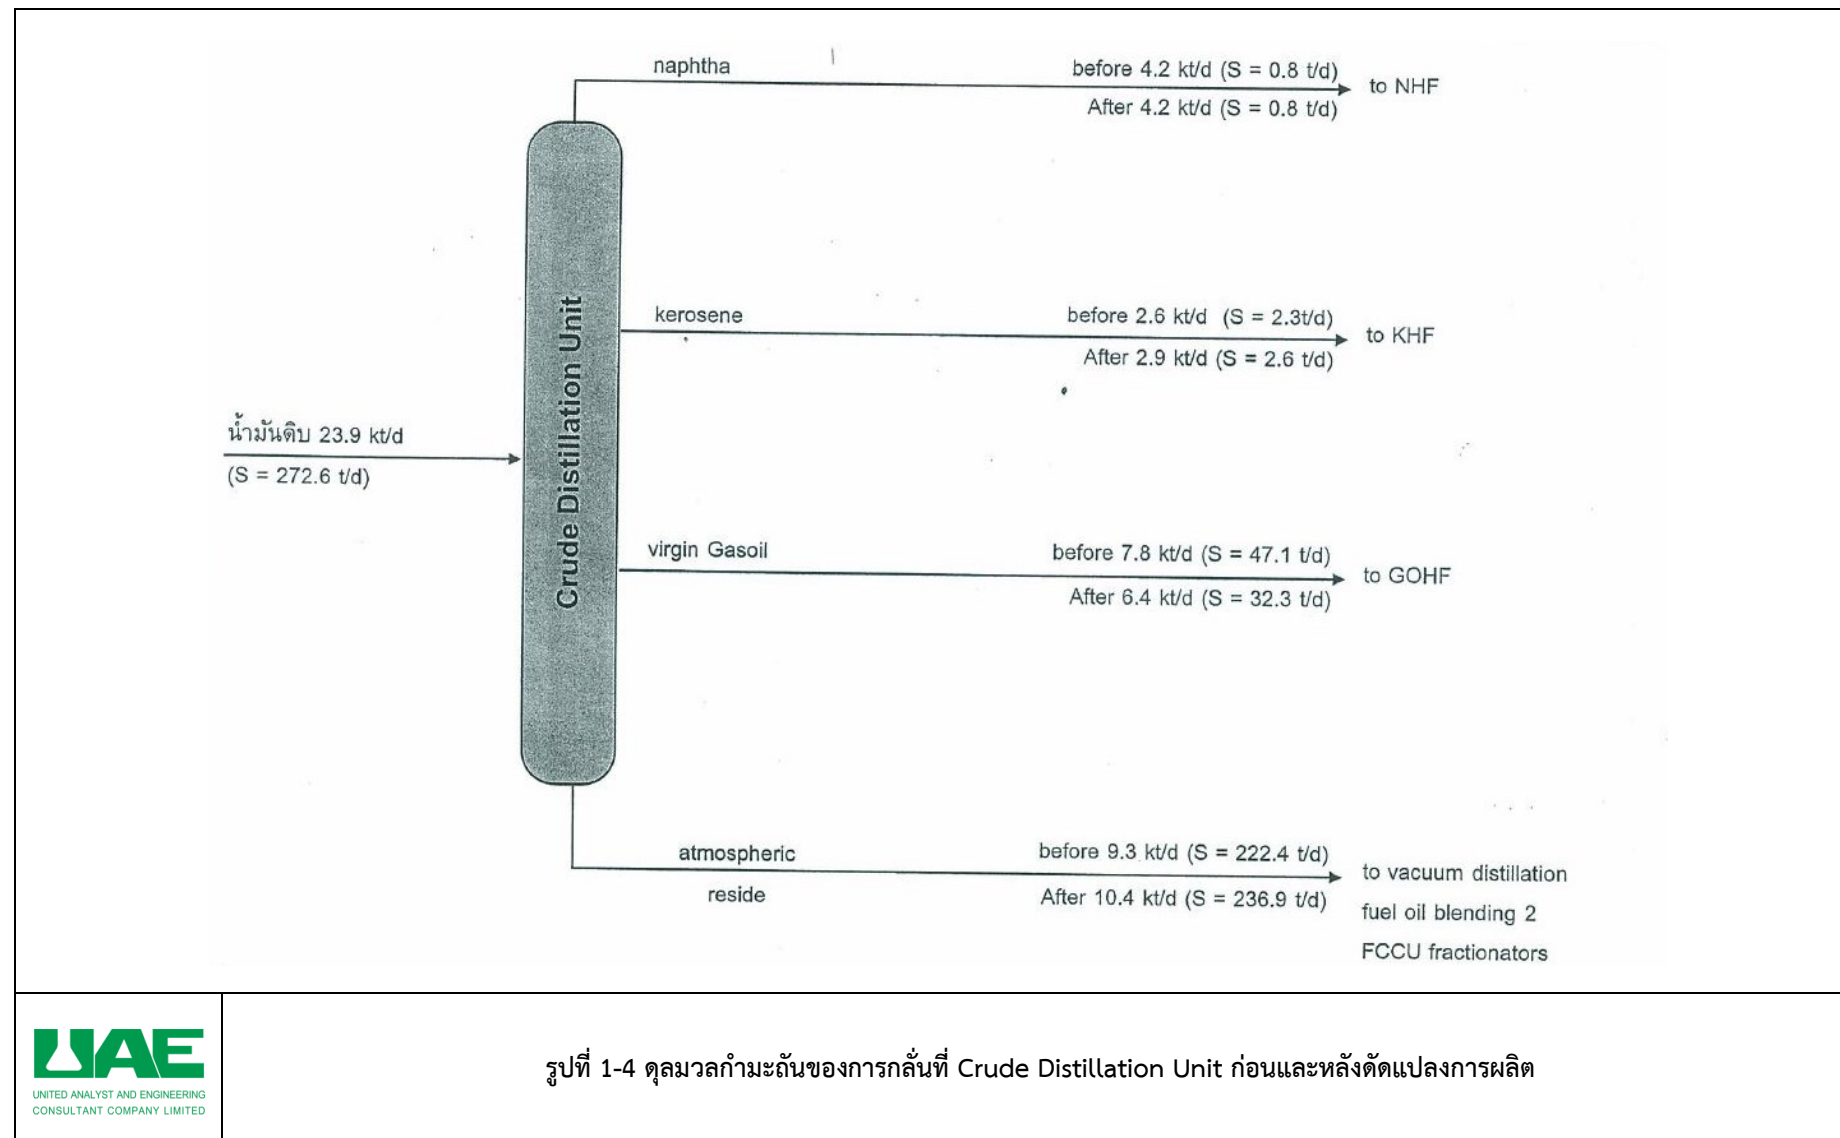 naphtha
before 4.2 kt/d (S = 0.8 t/d)
After 4.2 kt/d (S = 0.8 t/d)
to NHF
kerosene
before 2.6 kt/d (S = 2.3t/d)
After 2.9 kt/d (S = 2.6 t/d)
to KHF
Crude Distillation Unit
น้ำมันดิบ 23.9 kt/d
(S = 272.6 t/d)
virgin Gasoil
before 7.8 kt/d (S = 47.1 t/d)
After 6.4 kt/d (S = 32.3 t/d)
to GOHF
atmospheric
reside
before 9.3 kt/d (S = 222.4 t/d)
After 10.4 kt/d (S = 236.9 t/d)
to vacuum distillation
fuel oil blending 2
FCCU fractionators
UAE
UNITED ANALYST AND ENGINEERING
CONSULTANT COMPANY LIMITED
รูปที่ 1-4 ดุลมวลกำมะถันของการกลั่นที่ Crude Distillation Unit ก่อนและหลังดัดแปลงการผลิต